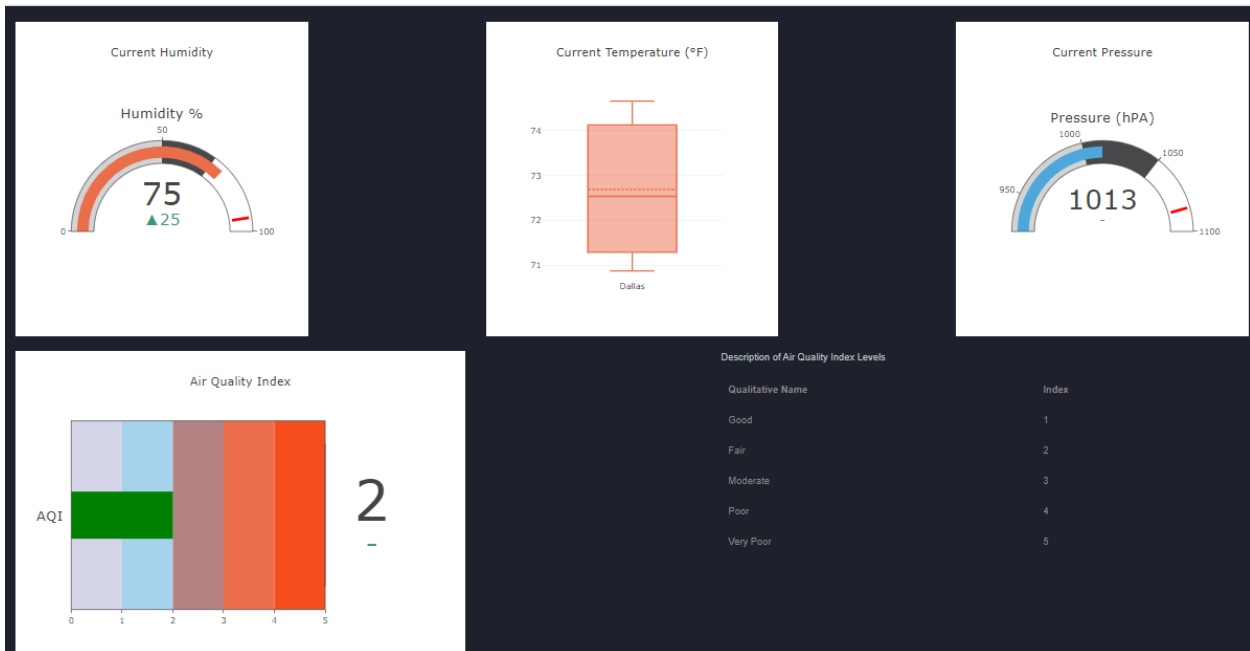 Current Humidity
Humidity %
50
75
▲25
0
100
Current Temperature (°F)
74
73
72
71
Dallas
Current Pressure
Pressure (hPA)
1000
1050
950
1013
-
1100
Air Quality Index
AQI
2
-
0 1 2 3 4 5
Description of Air Quality Index Levels
Qualitative Name Index
Good 1
Fair 2
Moderate 3
Poor 4
Very Poor 5